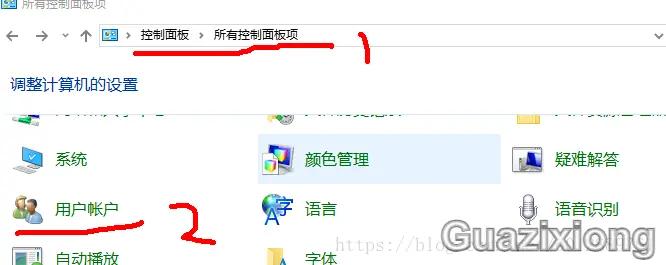 所有控制面板项
控制面板 > 所有控制面板项
1
调整计算机的设置
系统
颜色管理
疑难解答
用户帐户
2
语言
语音识别
https://blog
Guazixiong
自动播放
字体